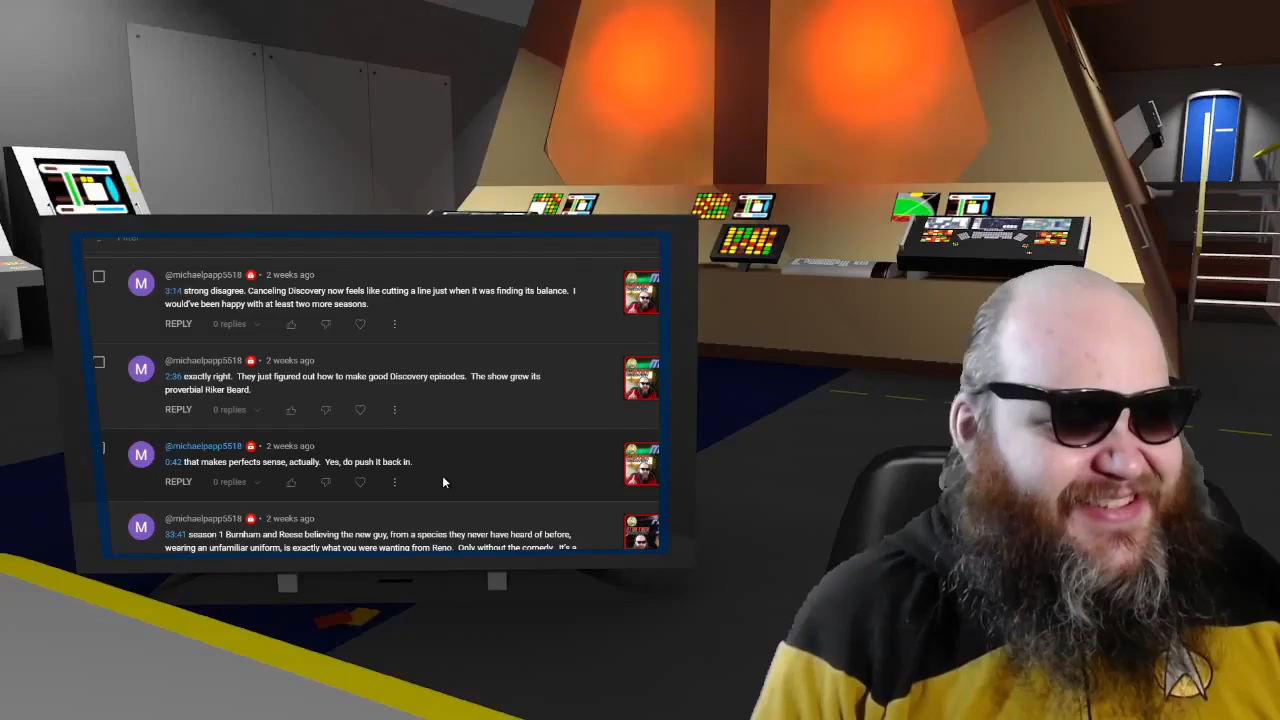 M
@michaelpapp5518 • 2 weeks ago
3:14 strong disagree. Canceling Discovery now feels like cutting a line just when it was finding its balance. I
would've been happy with at least two more seasons.
REPLY 0 replies
M
@michaelpapp5518 • 2 weeks ago
2:36 exactly right. They just figured out how to make good Discovery episodes. The show grew its
proverbial Riker Beard.
REPLY 0 replies
M
@michaelpapp5518 • 2 weeks ago
0:42 that makes perfects sense, actually. Yes, do push it back in.
REPLY 0 replies
M
@michaelpapp5518 • 2 weeks ago
33:41 season 1 Burnham and Reese believing the new guy, from a species they never have heard of before,
wearing an unfamiliar uniform, is exactly what you were wanting from Reno. Only without the comedy. It's a